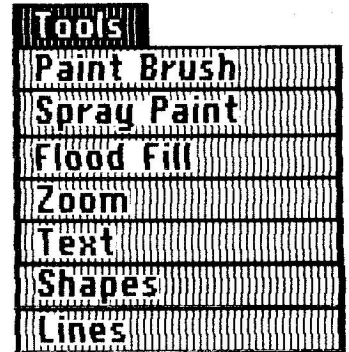 Tools
Paint Brush
Spray Paint
Flood Fill
Zoom
Text
Shapes
Lines